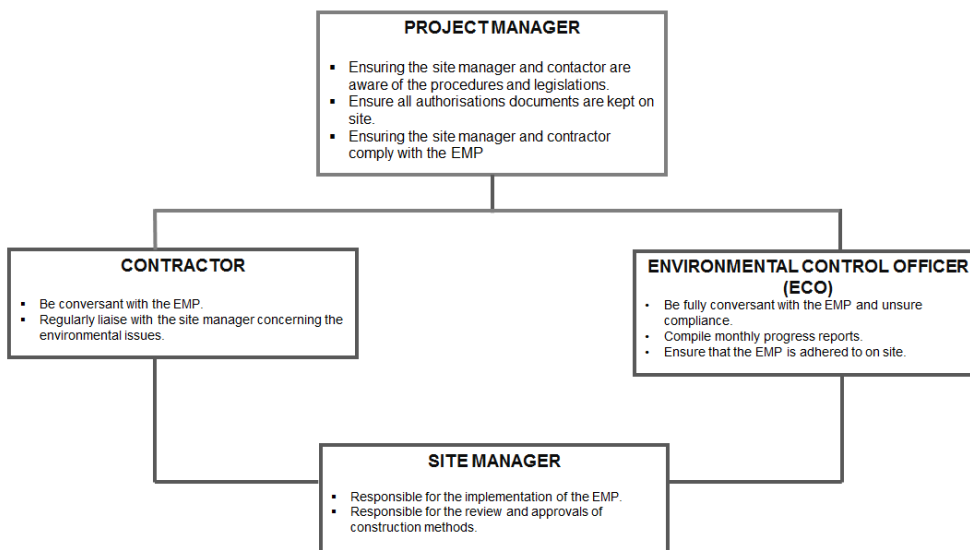 PROJECT MANAGER
▪ Ensuring the site manager and contactor are
aware of the procedures and legislations.
▪ Ensure all authorisations documents are kept on
site.
▪ Ensuring the site manager and contractor
comply with the EMP
CONTRACTOR
▪ Be conversant with the EMP.
▪ Regularly liaise with the site manager concerning the
environmental issues.
ENVIRONMENTAL CONTROL OFFICER
(ECO)
• Be fully conversant with the EMP and unsure
compliance.
• Compile monthly progress reports.
• Ensure that the EMP is adhered to on site.
SITE MANAGER
▪ Responsible for the implementation of the EMP.
▪ Responsible for the review and approvals of
construction methods.